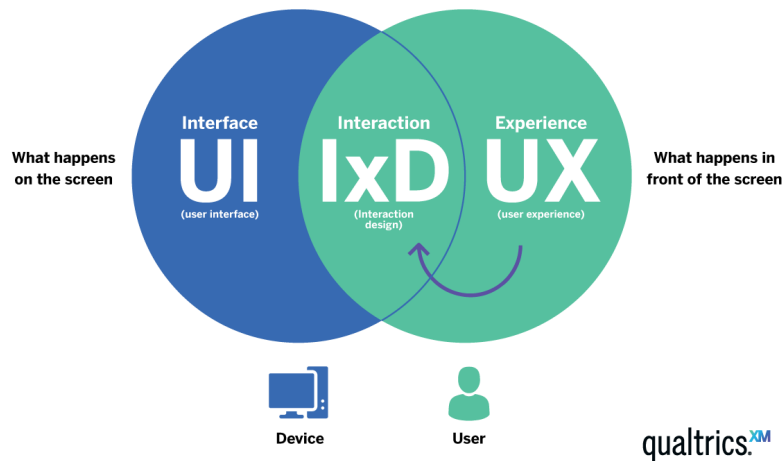 Interface
UI
(user interface)
Interaction
IxD
(Interaction
design)
Experience
UX
(user experience)
What happens
on the screen
What happens in
front of the screen
Device
User
qualtrics.XM